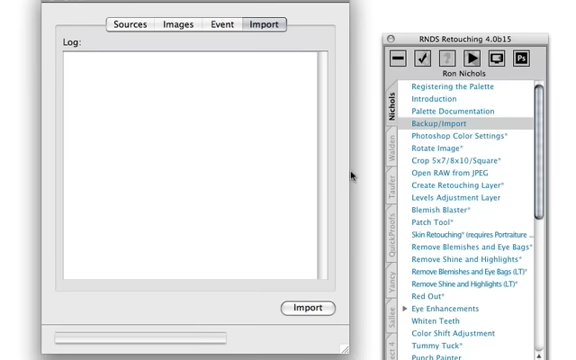 Sources Images Event Import
Log:
Import
RNDS Retouching 4.0b15
Ps
Ron Nichols
Nichols
Walden
Taufer
QuickProofs
Yancy
Sallee
Registering the Palette
Introduction
Palette Documentation
Backup/Import
Photoshop Color Settings*
Rotate Image*
Crop 5x7/8x10/Square*
Open RAW from JPEG
Create Retouching Layer*
Levels Adjustment Layer
Blemish Blaster*
Patch Tool*
Skin Retouching* (requires Portraiture ...
Remove Blemishes and Eye Bags*
Remove Shine and Highlights*
Remove Blemishes and Eye Bags (LT)*
Remove Shine and Highlights (LT)*
Red Out*
Eye Enhancements
Whiten Teeth
Color Shift Adjustment
Tummy Tuck*
Punch Painter